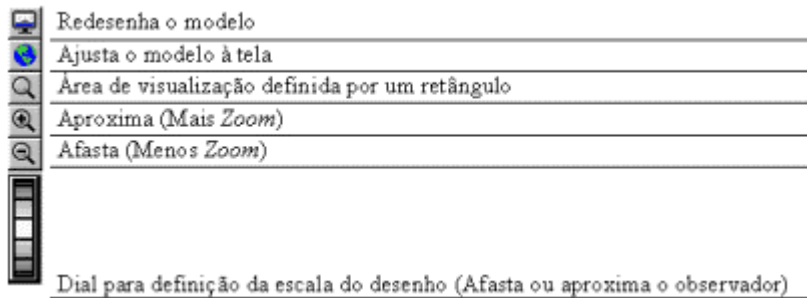 Redesenha o modelo
Ajusta o modelo à tela
Área de visualização definida por um retângulo
Aproxima (Mais Zoom)
Afasta (Menos Zoom)
Dial para definição da escala do desenho (Afasta ou aproxima o observador)